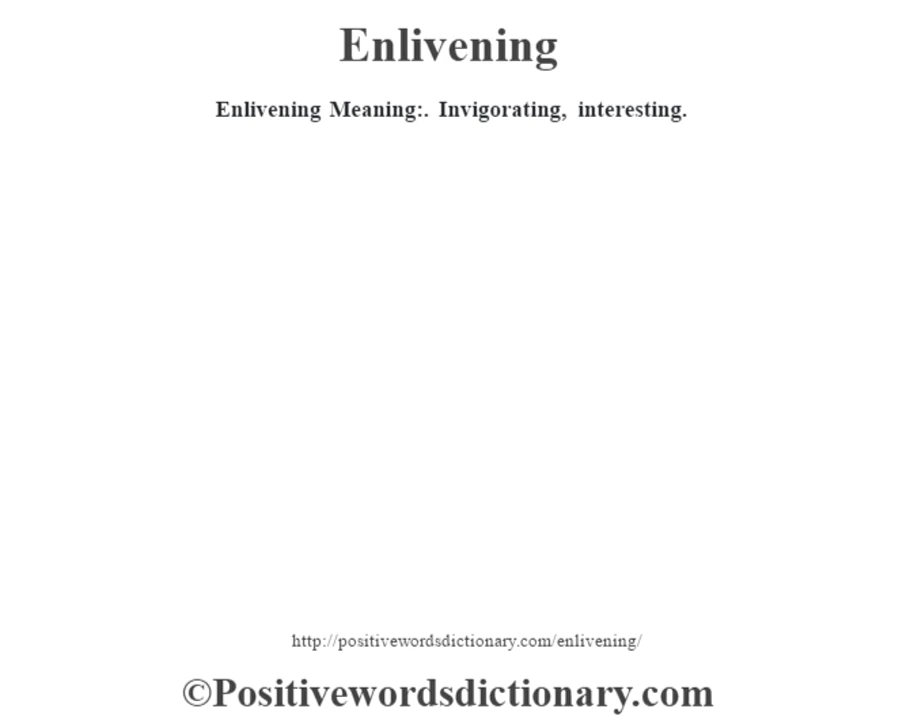 Enlivening
Enlivening Meaning:. Invigorating, interesting.
http://positivewordsdictionary.com/enlivening/
©Positivewordsdictionary.com